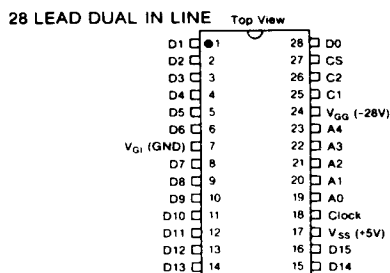 28 LEAD DUAL IN LINE Top View
D1 1 28 D0
D2 2 27 CS
D3 3 26 C2
D4 4 25 C1
D5 5 24 VGG (-28V)
D6 6 23 A4
VGI (GND) 7 22 A3
D7 8 21 A2
D8 9 20 A1
D9 10 19 A0
D10 11 18 Clock
D11 12 17 VSS (+5V)
D12 13 16 D15
D13 14 15 D14